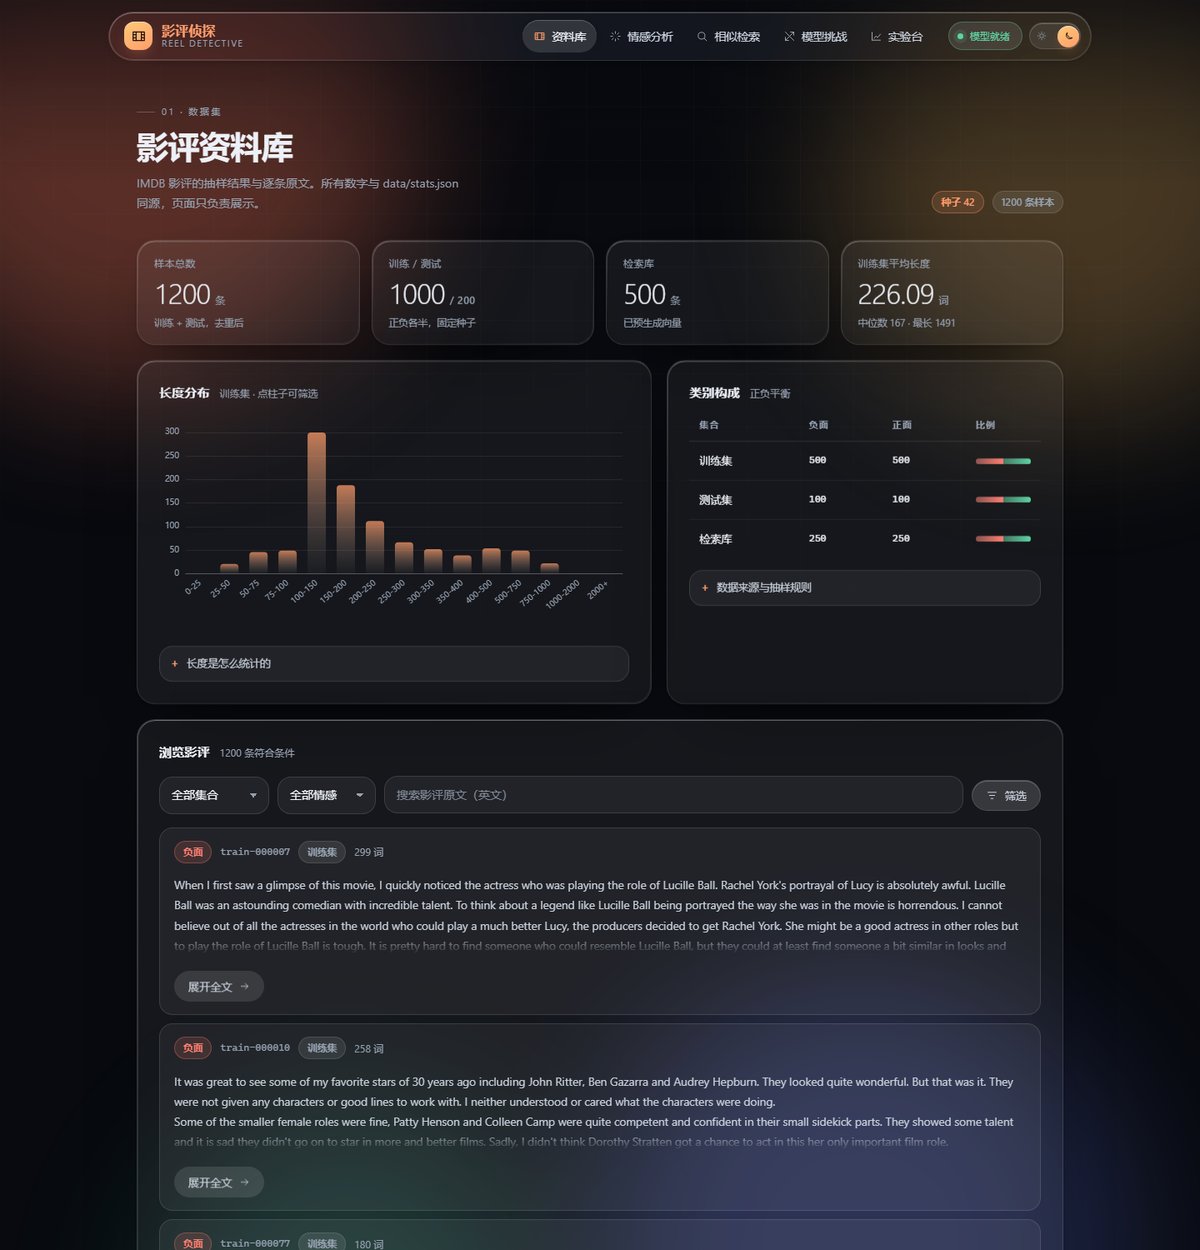 影评侦探
REEL DETECTIVE
资料库
情感分析
相似检索
模型挑战
实验台
模型就绪
01 · 数据集
影评资料库
IMDB 影评的抽样结果与逐条原文。所有数字与 data/stats.json
同源，页面只负责展示。
种子 42
1200 条样本
样本总数
1200 条
训练 + 测试，去重后
训练 / 测试
1000 / 200
正负各半，固定种子
检索库
500 条
已预生成向量
训练集平均长度
226.09 词
中位数 167 · 最长 1491
长度分布 训练集 · 点柱子可筛选
300
250
200
150
100
50
0
0-25
25-50
50-75
75-100
100-150
150-200
200-250
250-300
300-350
350-400
400-500
500-750
750-1000
1000-2000
2000+
+ 长度是怎么统计的
类别构成 正负平衡
集合 负面 正面 比例
训练集 500 500
测试集 100 100
检索库 250 250
+ 数据来源与抽样规则
浏览影评 1200 条符合条件
全部集合
全部情感
搜索影评原文（英文）
筛选
负面 train-000007 训练集 299 词
When I first saw a glimpse of this movie, I quickly noticed the actress who was playing the role of Lucille Ball. Rachel York's portrayal of Lucy is absolutely awful. Lucille
Ball was an astounding comedian with incredible talent. To think about a legend like Lucille Ball being portrayed the way she was in the movie is horrendous. I cannot
believe out of all the actresses in the world who could play a much better Lucy, the producers decided to get Rachel York. She might be a good actress in other roles but
to play the role of Lucille Ball is tough. It is pretty hard to find someone who could resemble Lucille Ball, but they could at least find someone a bit similar in looks and
展开全文 →
负面 train-000010 训练集 258 词
It was great to see some of my favorite stars of 30 years ago including John Ritter, Ben Gazarra and Audrey Hepburn. They looked quite wonderful. But that was it. They
were not given any characters or good lines to work with. I neither understood or cared what the characters were doing.
Some of the smaller female roles were fine, Patty Henson and Colleen Camp were quite competent and confident in their small sidekick parts. They showed some talent
and it is sad they didn't go on to star in more and better films. Sadly, I didn't think Dorothy Stratten got a chance to act in this her only important film role.
展开全文 →
负面 train-000077 训练集 180 词